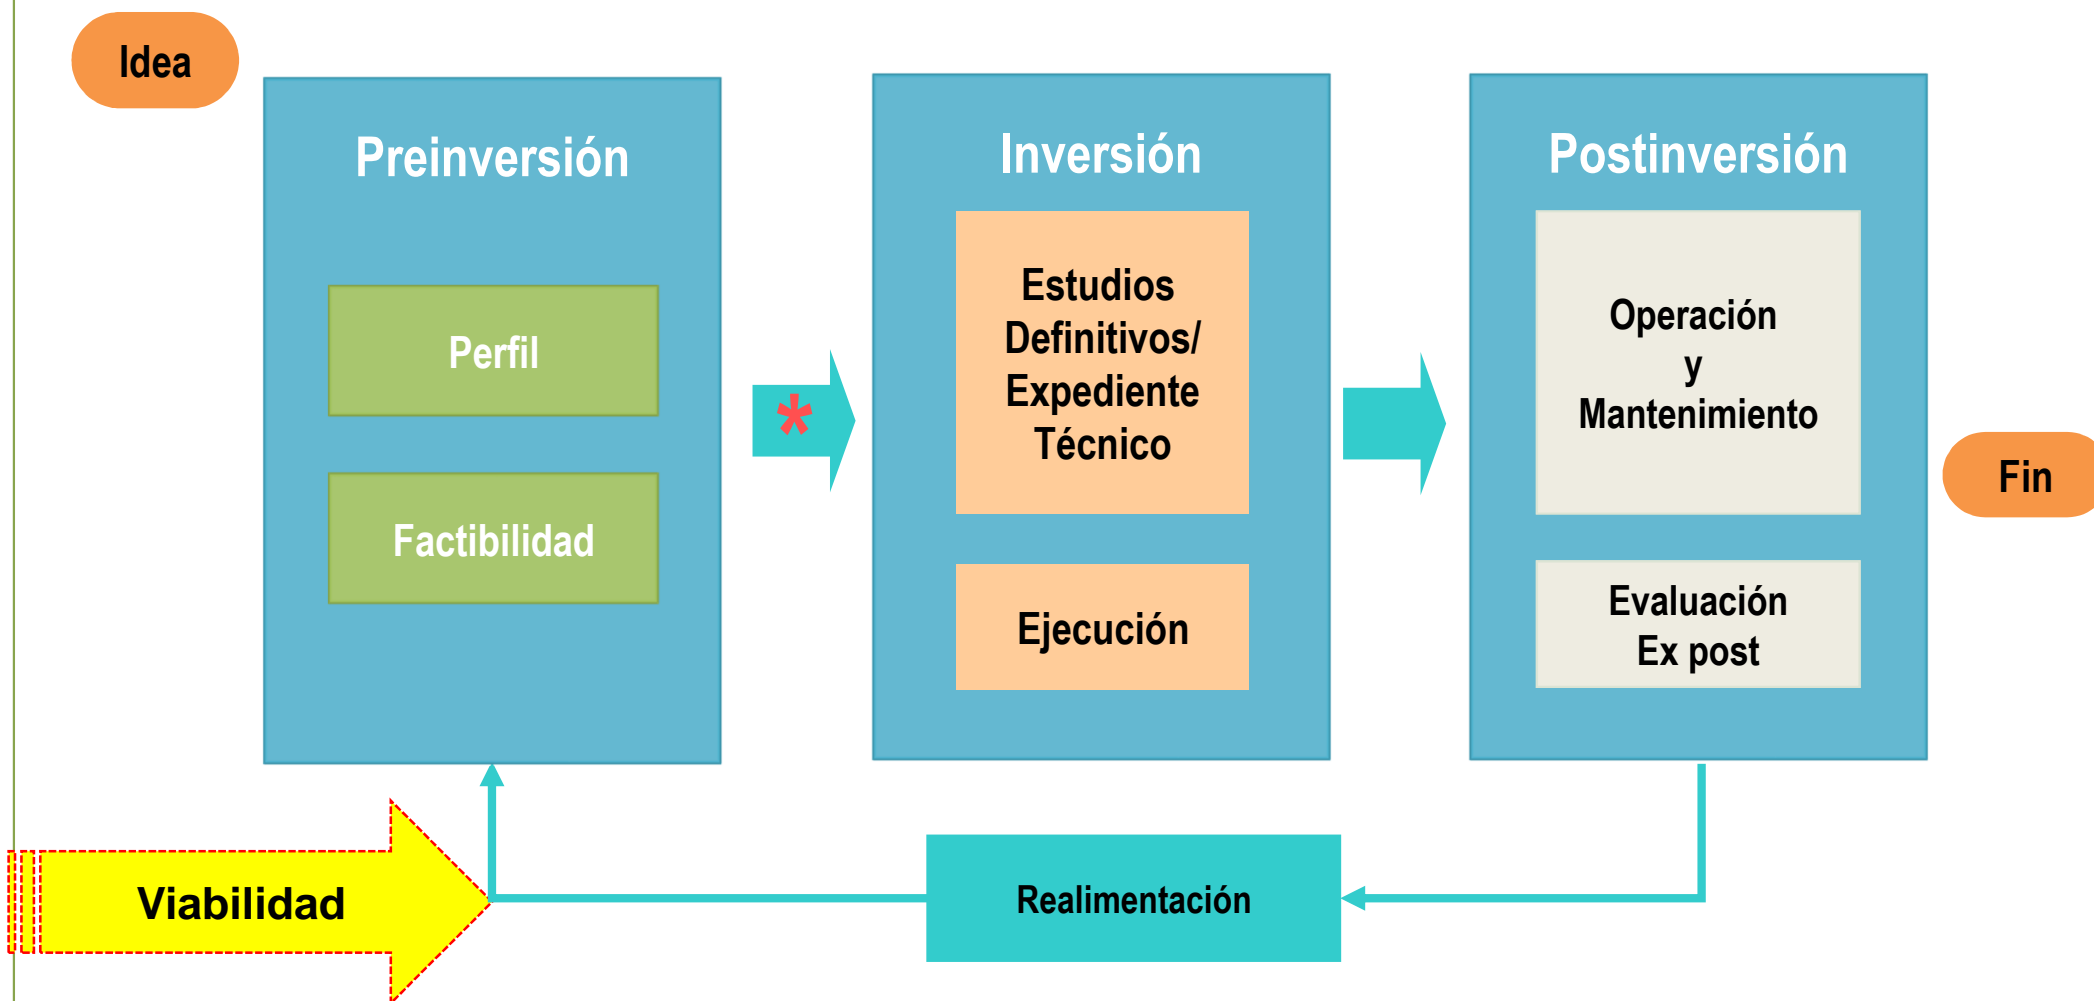 Idea
Preinversión
Perfil
Factibilidad
*
Inversión
Estudios
Definitivos/
Expediente
Técnico
Ejecución
Postinversión
Operación
y
Mantenimiento
Evaluación
Ex post
Fin
Viabilidad
Realimentación